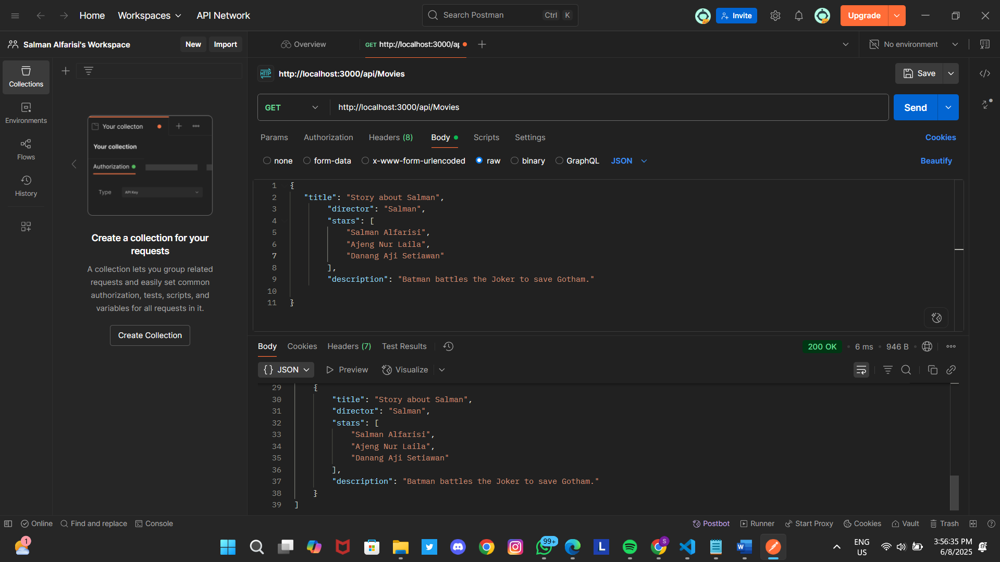 Home
Workspaces
API Network
Search Postman
Ctrl
K
Invite
Upgrade
Salman Alfarisi's Workspace
New
Import
Overview
GET http://localhost:3000/ap
No environment
Collections
Environments
Flows
History
Your collecton
Your collection
Authorization
Type
API Key
Create a collection for your
requests
A collection lets you group related
requests and easily set common
authorization, tests, scripts, and
variables for all requests in it.
Create Collection
HTTP
http://localhost:3000/api/Movies
Save
GET
http://localhost:3000/api/Movies
Send
Params
Authorization
Headers (8)
Body
Scripts
Settings
Cookies
none
form-data
x-www-form-urlencoded
raw
binary
GraphQL
JSON
Beautify
1 {
2 "title": "Story about Salman",
3 "director": "Salman",
4 "stars": [
5 "Salman Alfarisi",
6 "Ajeng Nur Laila",
7 "Danang Aji Setiawan"
8 ],
9 "description": "Batman battles the Joker to save Gotham."
10
11 }
Body
Cookies
Headers (7)
Test Results
200 OK
6 ms
946 B
{} JSON
Preview
Visualize
29 {
30 "title": "Story about Salman",
31 "director": "Salman",
32 "stars": [
33 "Salman Alfarisi",
34 "Ajeng Nur Laila",
35 "Danang Aji Setiawan"
36 ],
37 "description": "Batman battles the Joker to save Gotham."
38 }
39 ]
Online
Find and replace
Console
Postbot
Runner
Start Proxy
Cookies
Vault
Trash
1
99+
L
S
W
ENG
US
3:56:35 PM
6/8/2025